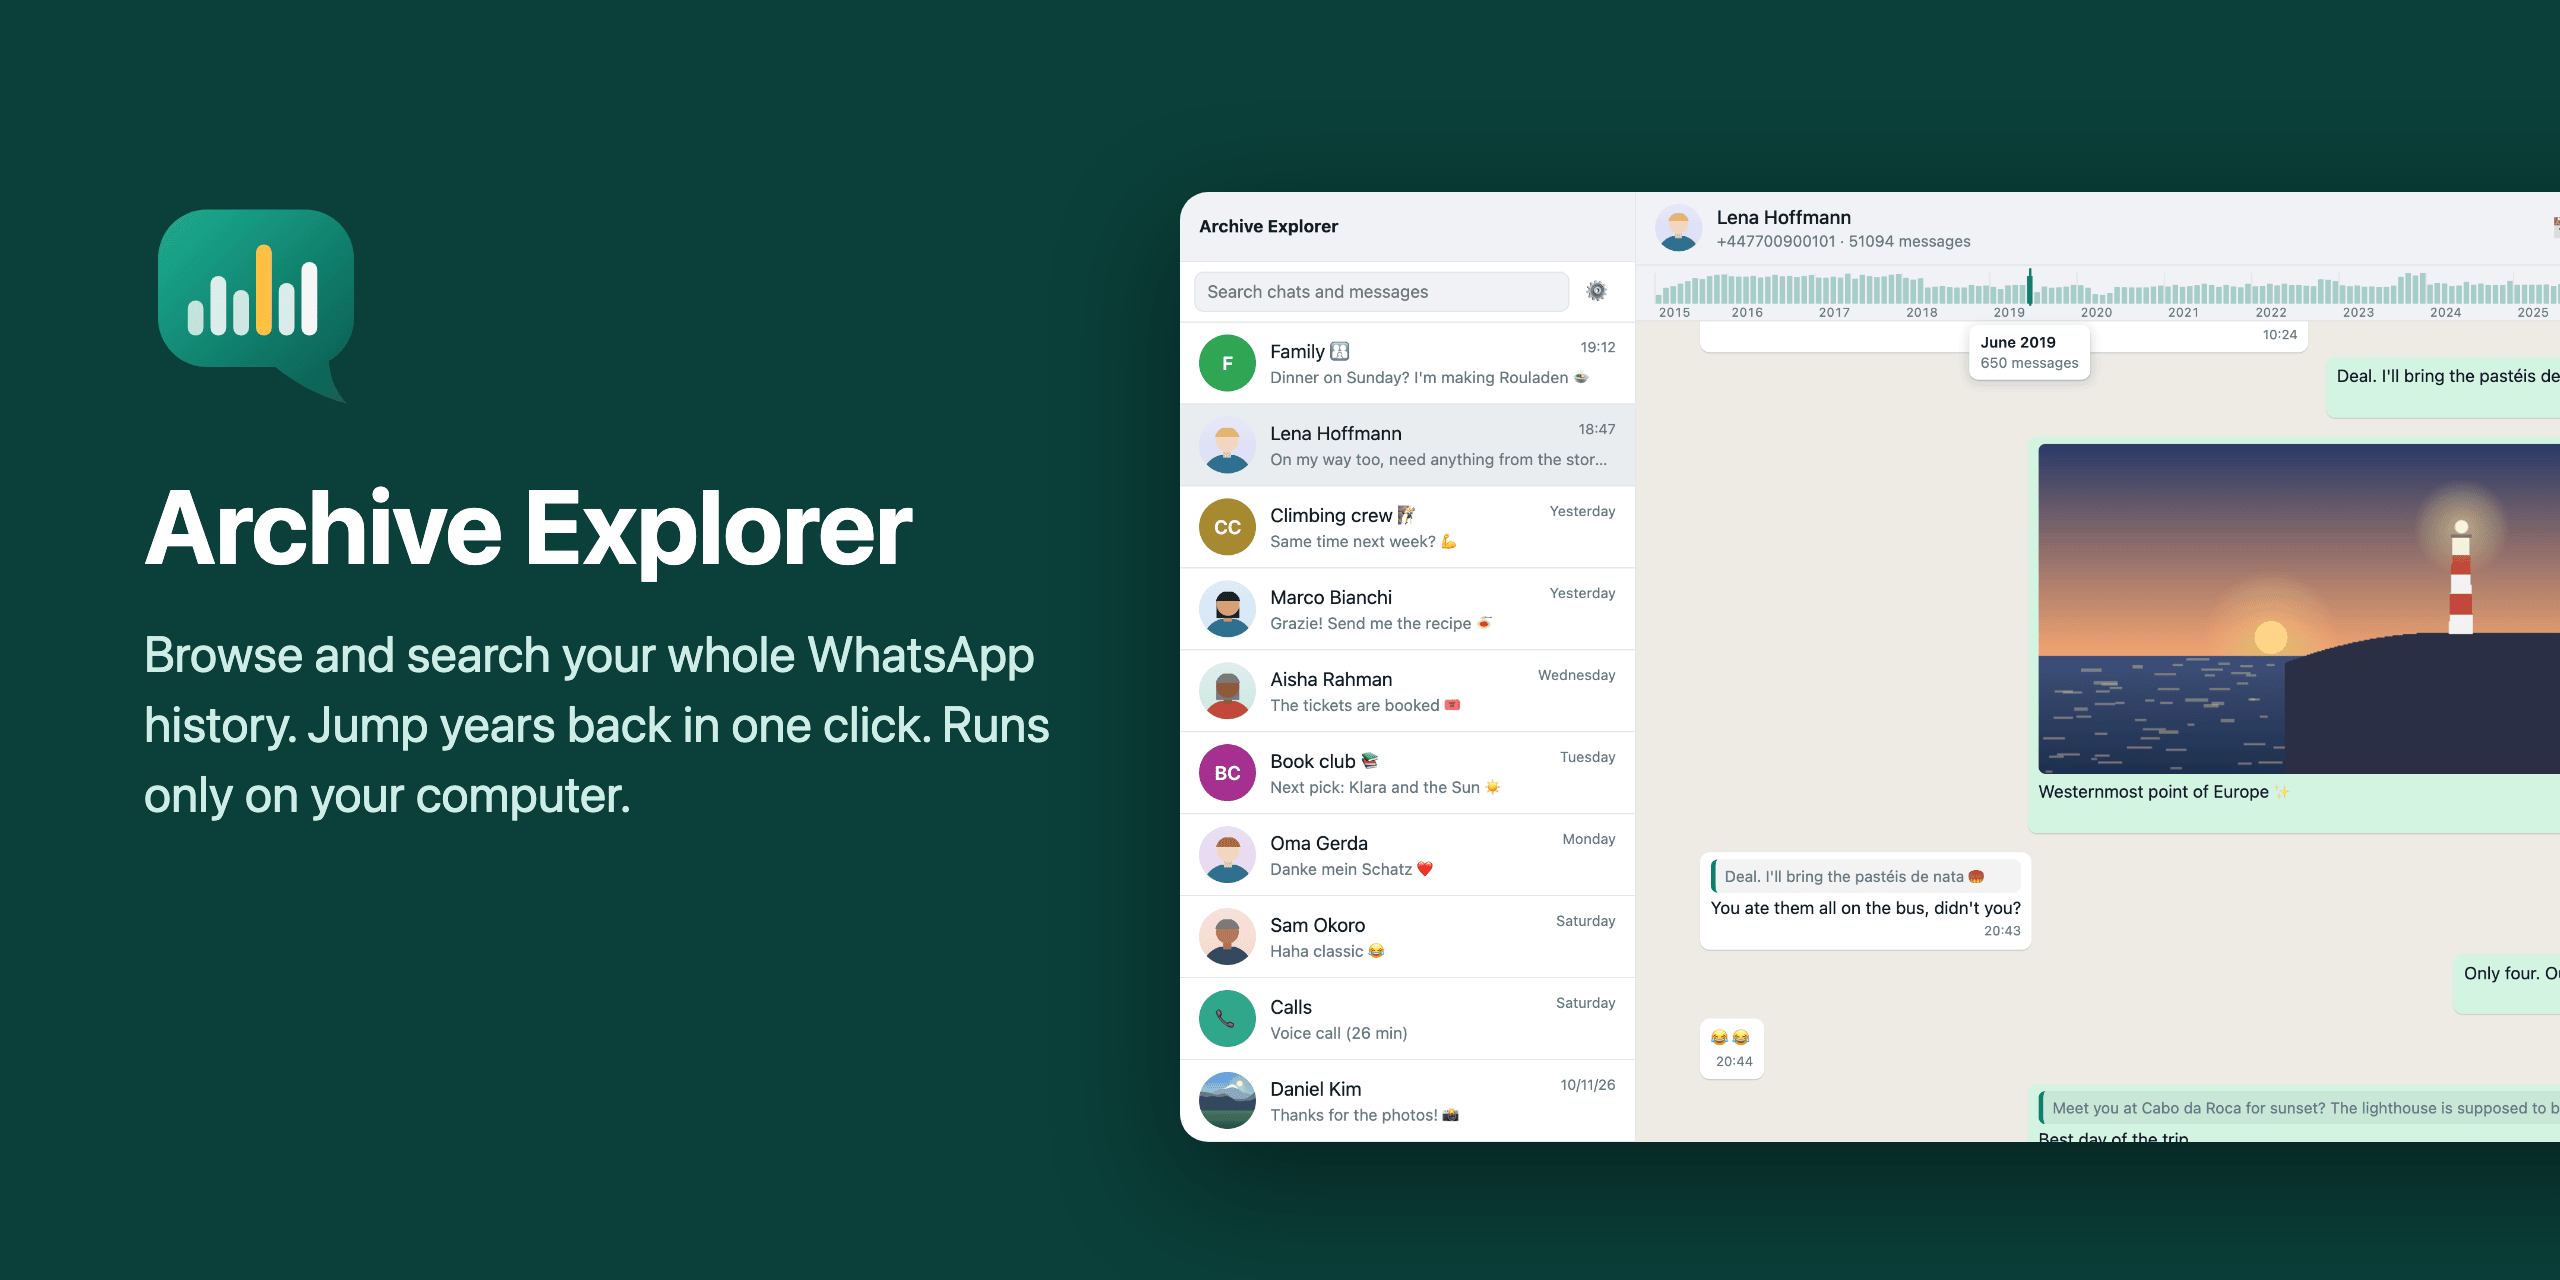 Archive Explorer
Browse and search your whole WhatsApp
history. Jump years back in one click. Runs
only on your computer.
Archive Explorer
Search chats and messages
F
Family
19:12
Dinner on Sunday? I'm making Rouladen 🍲
Lena Hoffmann
18:47
On my way too, need anything from the stor...
CC
Climbing crew 🧗
Yesterday
Same time next week? 💪
Marco Bianchi
Yesterday
Grazie! Send me the recipe 🍝
Aisha Rahman
Wednesday
The tickets are booked 🎟️
BC
Book club 📚
Tuesday
Next pick: Klara and the Sun ☀️
Oma Gerda
Monday
Danke mein Schatz ❤️
Sam Okoro
Saturday
Haha classic 😂
Calls
Saturday
Voice call (26 min)
Daniel Kim
10/11/26
Thanks for the photos! 📸
Lena Hoffmann
+447700900101 · 51094 messages
2015 2016 2017 2018 2019 2020 2021 2022 2023 2024 2025
June 2019
650 messages
10:24
Deal. I'll bring the pastéis de
Westernmost point of Europe ✨
Deal. I'll bring the pastéis de nata 🥮
You ate them all on the bus, didn't you?
20:43
Only four.
😂😂
20:44
Meet you at Cabo da Roca for sunset? The lighthouse is supposed to b
Best day of the trip